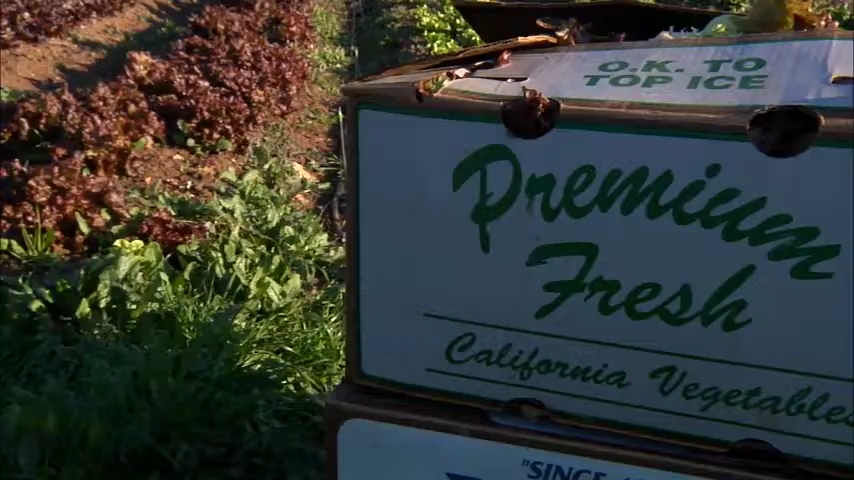 O.K. TO
TOP ICE
Premium
Fresh
California Vegetables
"SINCE